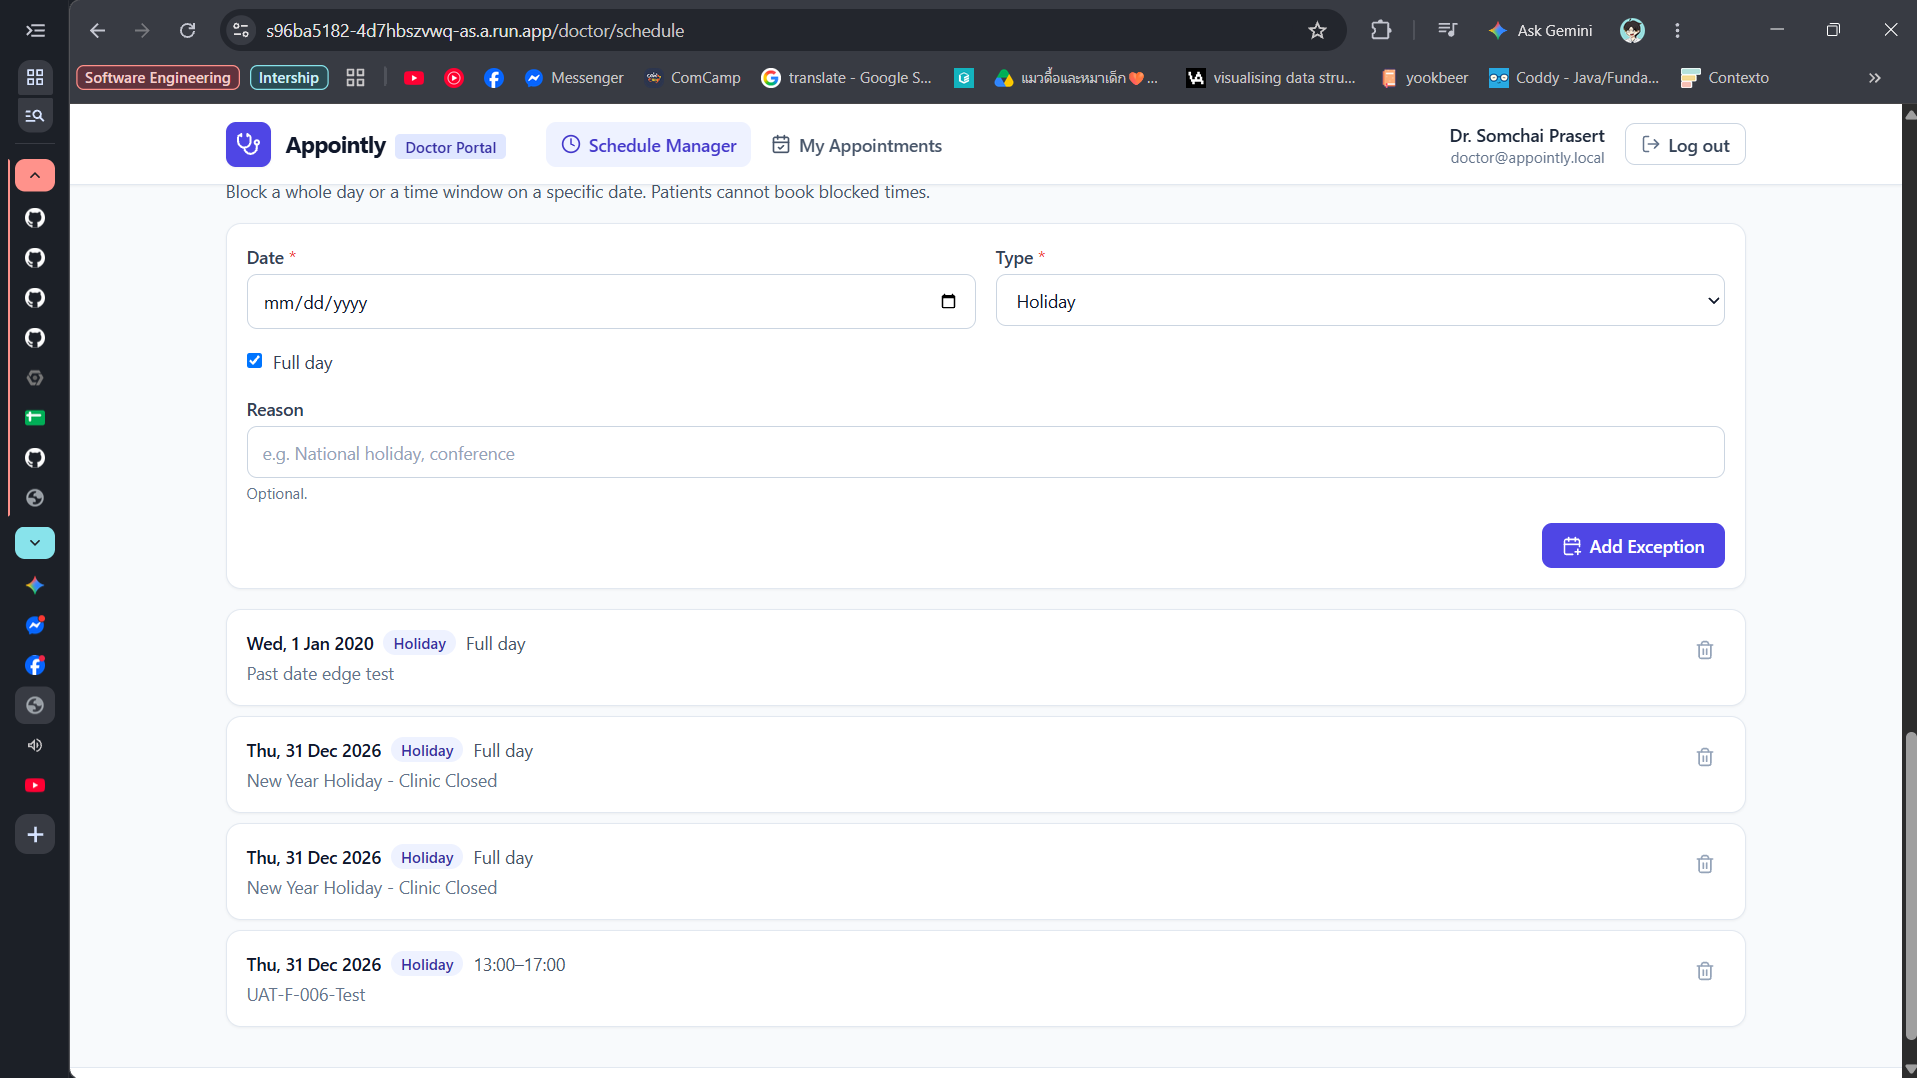 s96ba5182-4d7hbszvwq-as.a.run.app/doctor/schedule
Ask Gemini
Software Engineering
Intership
Messenger
ComCamp
translate - Google S...
แมวดื้อและหมาเด็ก❤️...
visualising data stru...
yookbeer
Coddy - Java/Funda...
Contexto
Appointly
Doctor Portal
Schedule Manager
My Appointments
Dr. Somchai Prasert
doctor@appointly.local
Log out
Block a whole day or a time window on a specific date. Patients cannot book blocked times.
Date *
Type *
mm/dd/yyyy
Holiday
Full day
Reason
e.g. National holiday, conference
Optional.
Add Exception
Wed, 1 Jan 2020 Holiday Full day
Past date edge test
Thu, 31 Dec 2026 Holiday Full day
New Year Holiday - Clinic Closed
Thu, 31 Dec 2026 Holiday Full day
New Year Holiday - Clinic Closed
Thu, 31 Dec 2026 Holiday 13:00–17:00
UAT-F-006-Test